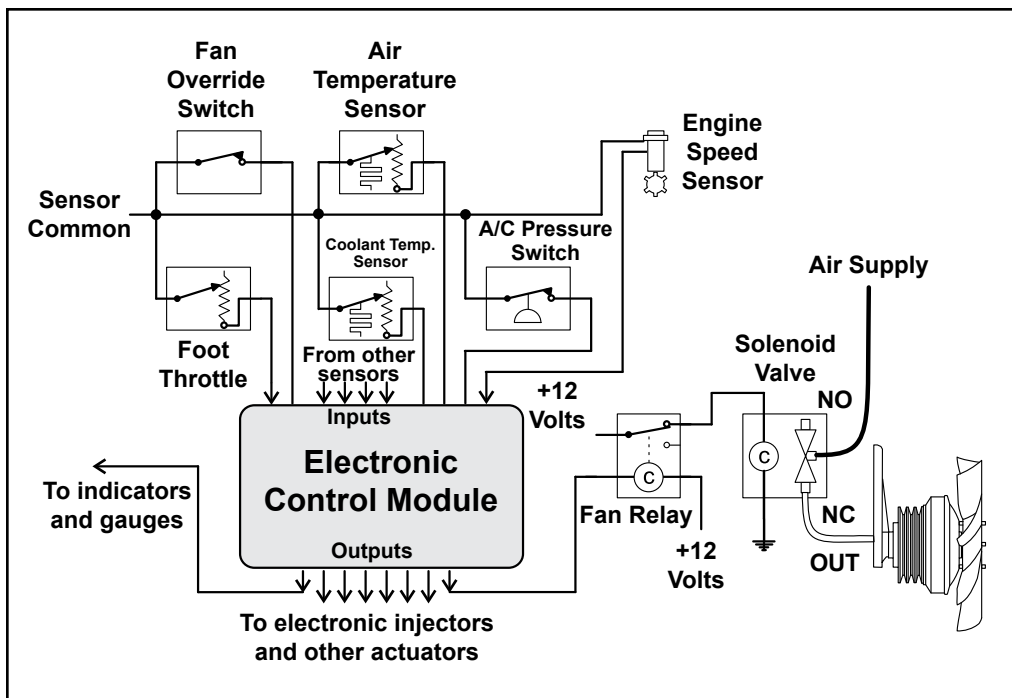 Fan
Override
Switch
Air
Temperature
Sensor
Engine
Speed
Sensor
Sensor
Common
Coolant Temp.
Sensor
A/C Pressure
Switch
Air Supply
Foot
Throttle
From other
sensors
Solenoid
Valve
+12
Volts
NO
Inputs
C
Electronic
Control Module
C
To indicators
and gauges
Fan Relay
NC
OUT
Outputs
+12
Volts
To electronic injectors
and other actuators